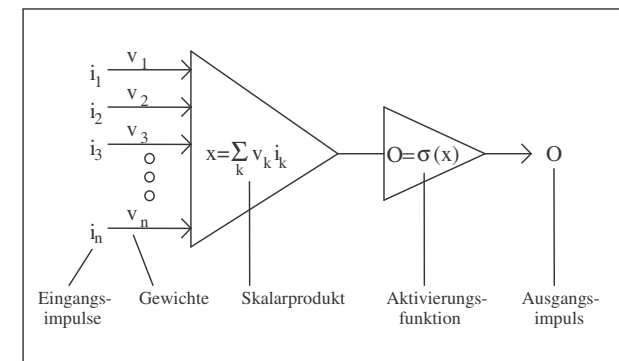 v₁
i₁
v₂
i₂
v₃
i₃
x=∑ₖ vₖ iₖ
O=σ(x)
O
vₙ
iₙ
Eingangs-
impulse
Gewichte
Skalarprodukt
Aktivierungs-
funktion
Ausgangs-
impuls